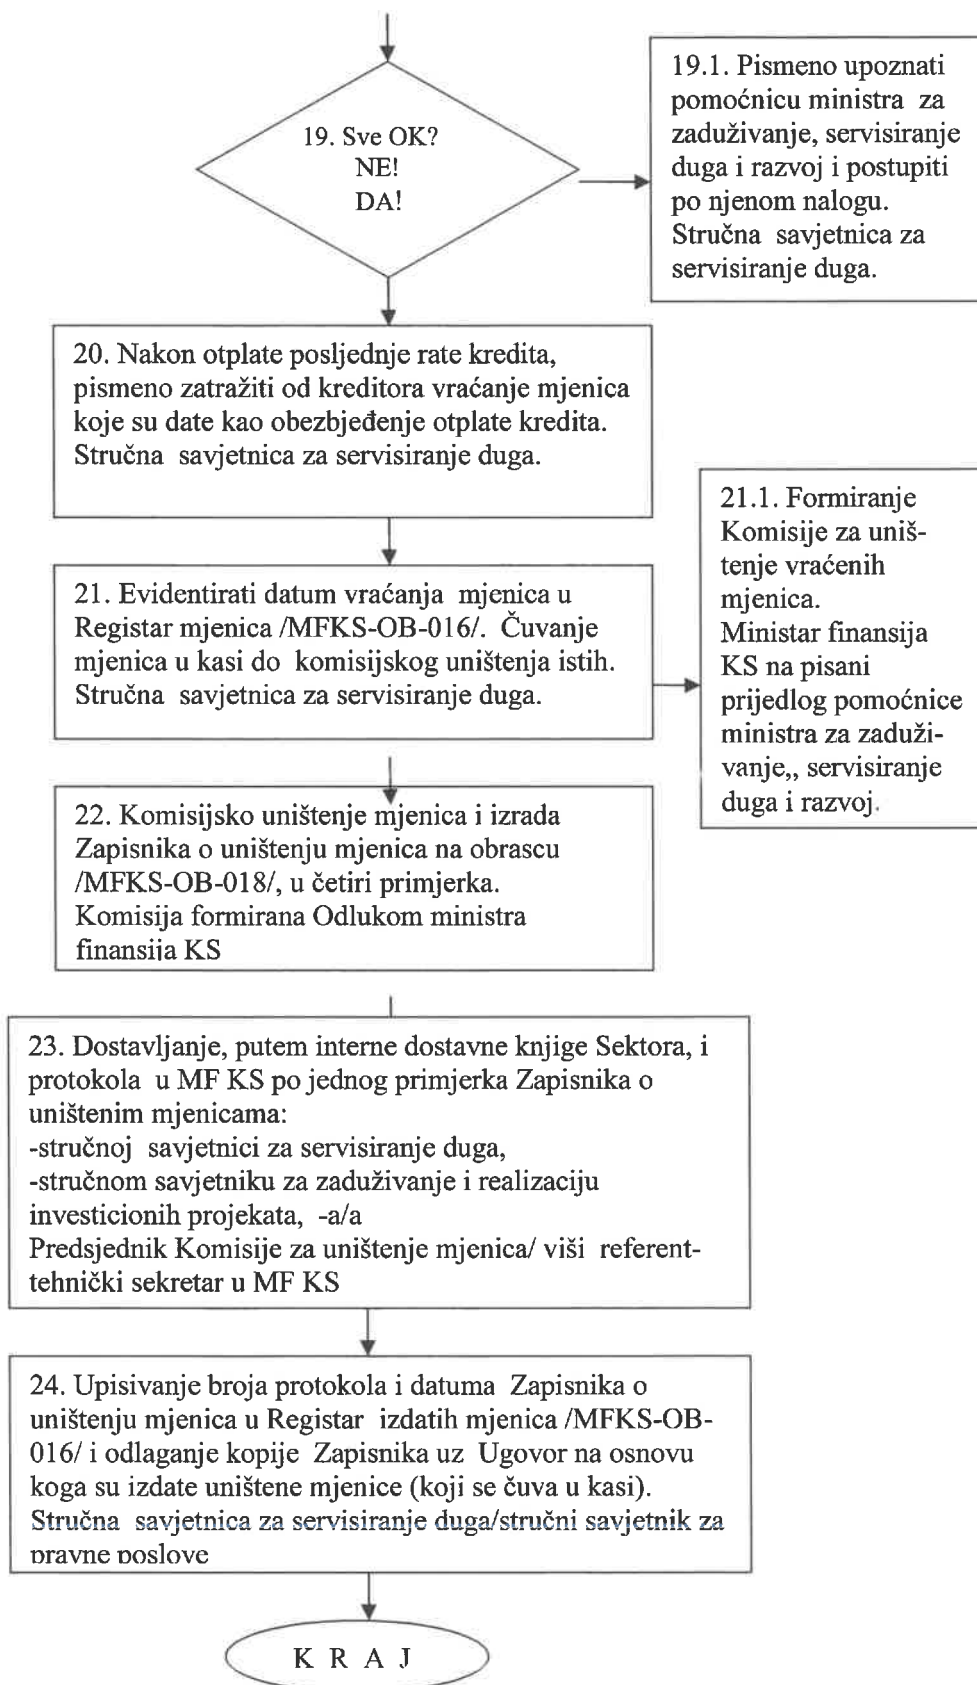 19. Sve OK?
NE!
DA!
19.1. Pismeno upoznati
pomoćnicu ministra za
zaduživanje, servisiranje
duga i razvoj i postupiti
po njenom nalogu.
Stručna savjetnica za
servisiranje duga.
20. Nakon otplate posljednje rate kredita,
pismeno zatražiti od kreditora vraćanje mjenica
koje su date kao obezbjeđenje otplate kredita.
Stručna savjetnica za servisiranje duga.
21. Evidentirati datum vraćanja mjenica u
Registar mjenica /MFKS-OB-016/. Čuvanje
mjenica u kasi do komisijskog uništenja istih.
Stručna savjetnica za servisiranje duga.
21.1. Formiranje
Komisije za uniš-
tenje vraćenih
mjenica.
Ministar finansija
KS na pisani
prijedlog pomoćnice
ministra za zaduži-
vanje,, servisiranje
duga i razvoj.
22. Komisijsko uništenje mjenica i izrada
Zapisnika o uništenju mjenica na obrascu
/MFKS-OB-018/, u četiri primjerka.
Komisija formirana Odlukom ministra
finansija KS
23. Dostavljanje, putem interne dostavne knjige Sektora, i
protokola u MF KS po jednog primjerka Zapisnika o
uništenim mjenicama:
-stručnoj savjetnici za servisiranje duga,
-stručnom savjetniku za zaduživanje i realizaciju
investicionih projekata, -a/a
Predsjednik Komisije za uništenje mjenica/ viši referent-
tehnički sekretar u MF KS
24. Upisivanje broja protokola i datuma Zapisnika o
uništenju mjenica u Registar izdatih mjenica /MFKS-OB-
016/ i odlaganje kopije Zapisnika uz Ugovor na osnovu
koga su izdate uništene mjenice (koji se čuva u kasi).
Stručna savjetnica za servisiranje duga/stručni savjetnik za
pravne poslove
K R A J